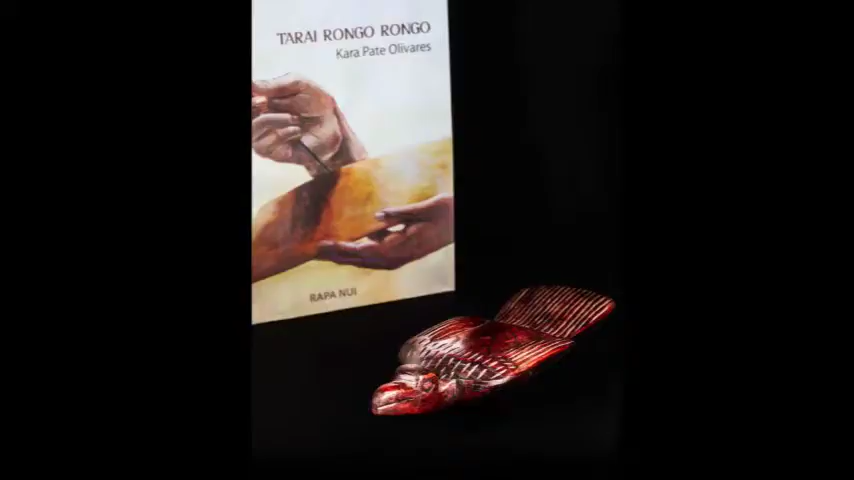 TARAI RONGO RONGO
Kara Pate Olivares
RAPA NUI